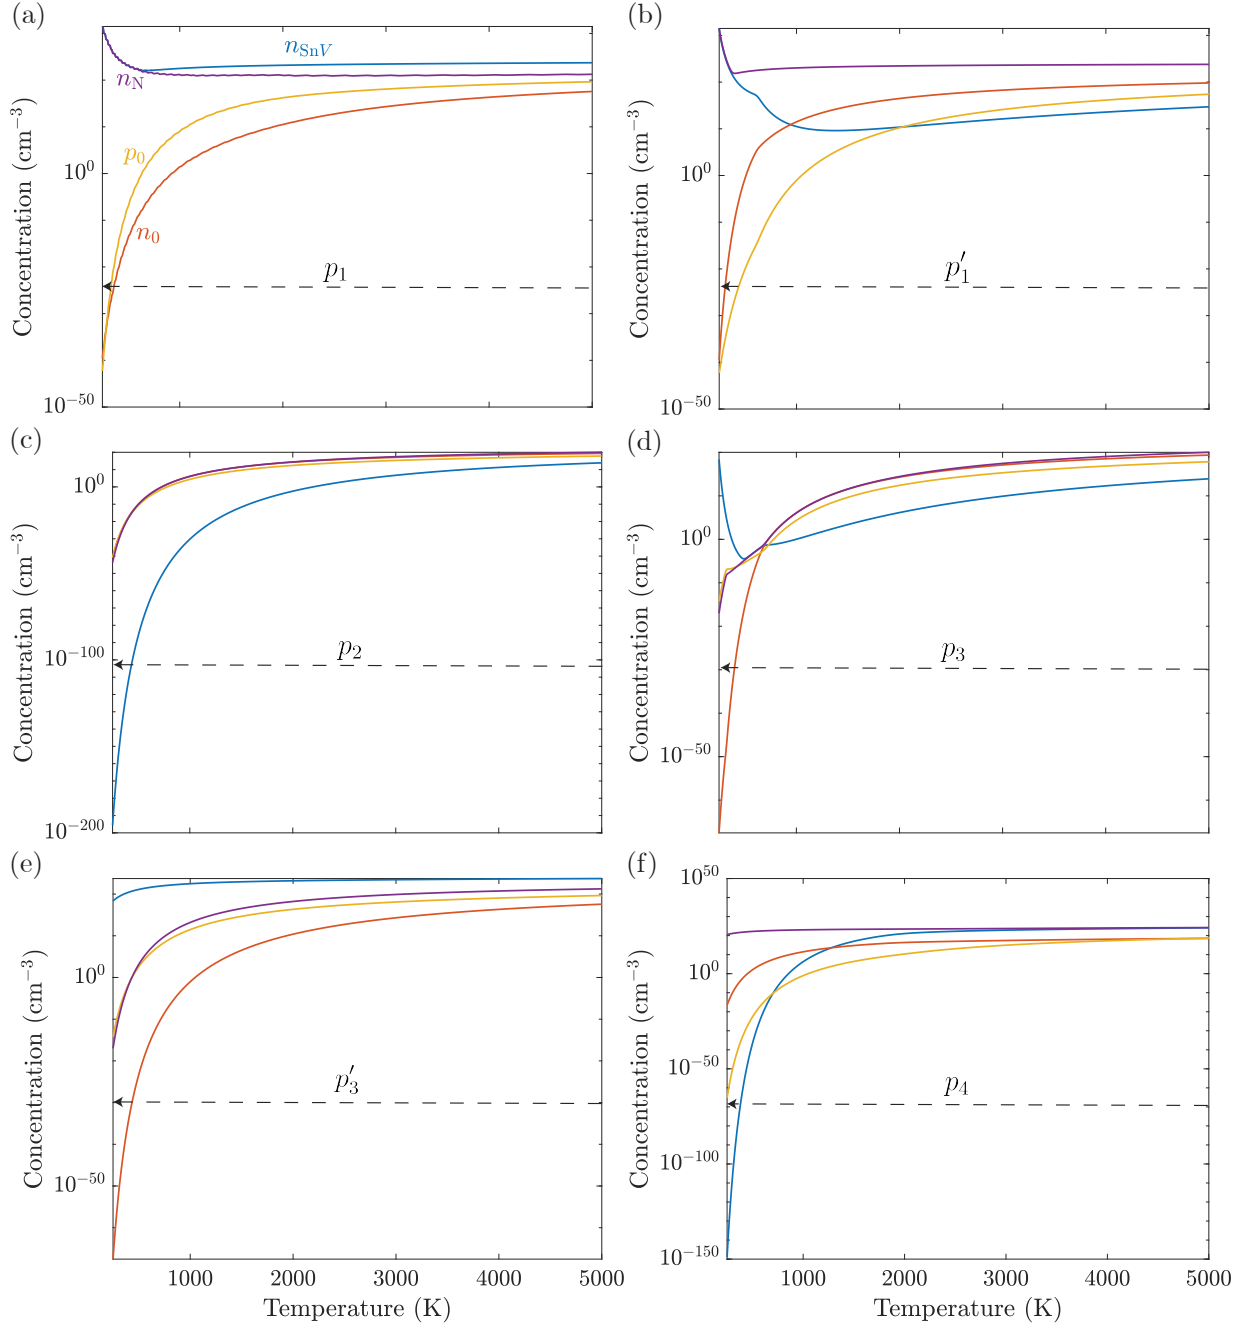 (a)
(b)
n_SnV
n_N
p_0
n_0
10^0
10^−50
Concentration (cm^−3)
p_1
10^0
10^−50
Concentration (cm^−3)
p′_1
(c)
(d)
10^0
10^−100
10^−200
Concentration (cm^−3)
p_2
10^0
10^−50
Concentration (cm^−3)
p_3
(e)
(f)
10^0
10^−50
Concentration (cm^−3)
p′_3
10^50
10^0
10^−50
10^−100
10^−150
Concentration (cm^−3)
p_4
1000 2000 3000 4000 5000
Temperature (K)
1000 2000 3000 4000 5000
Temperature (K)